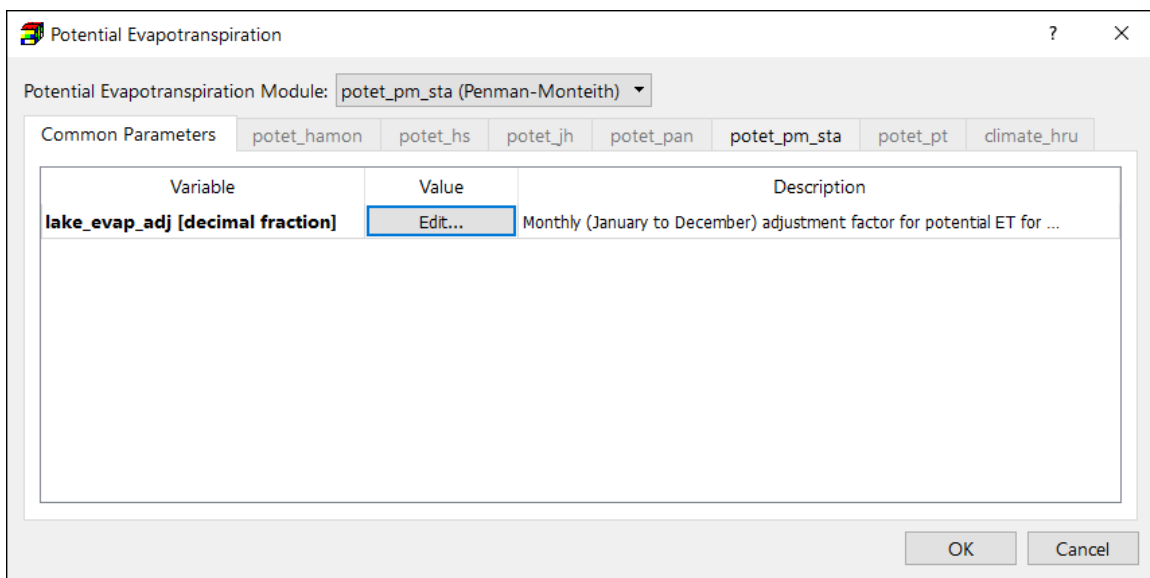 Potential Evapotranspiration ?
Potential Evapotranspiration Module: potet_pm_sta (Penman-Monteith)
Common Parameters potet_hamon potet_hs potet_jh potet_pan potet_pm_sta potet_pt climate_hru
Variable Value Description
lake_evap_adj [decimal fraction] Edit... Monthly (January to December) adjustment factor for potential ET for ...
OK Cancel